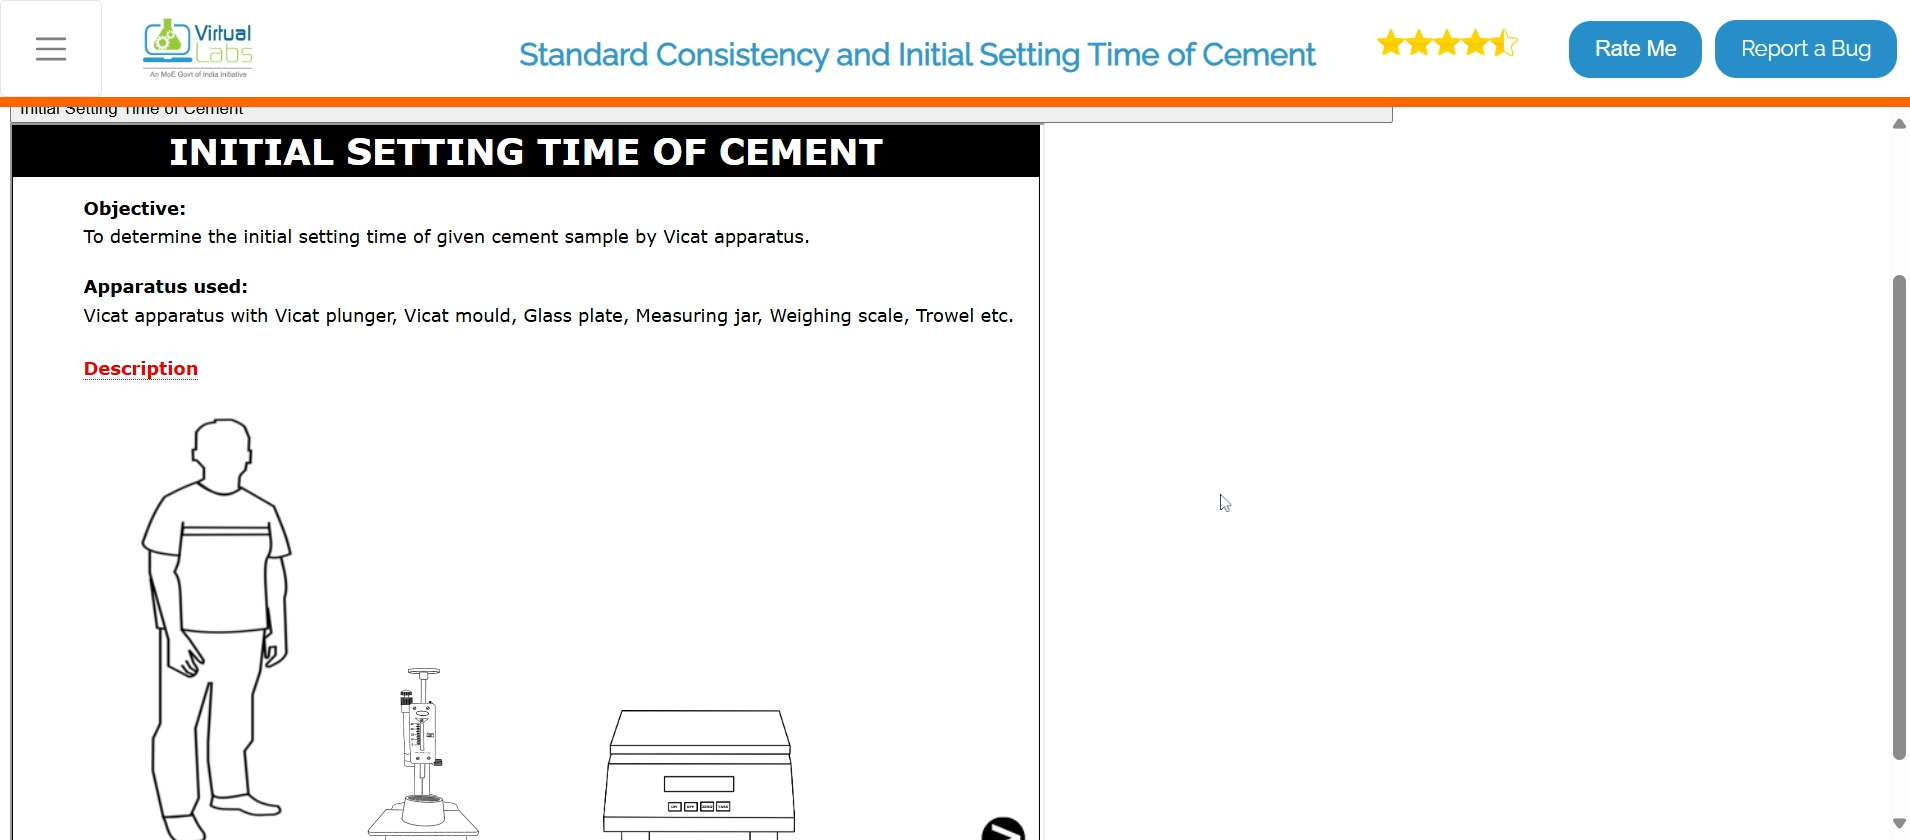 Virtual
Labs
An MoE Govt of India Initiative
Standard Consistency and Initial Setting Time of Cement
Rate Me
Report a Bug
Initial Setting Time of Cement
INITIAL SETTING TIME OF CEMENT
Objective:
To determine the initial setting time of given cement sample by Vicat apparatus.
Apparatus used:
Vicat apparatus with Vicat plunger, Vicat mould, Glass plate, Measuring jar, Weighing scale, Trowel etc.
Description